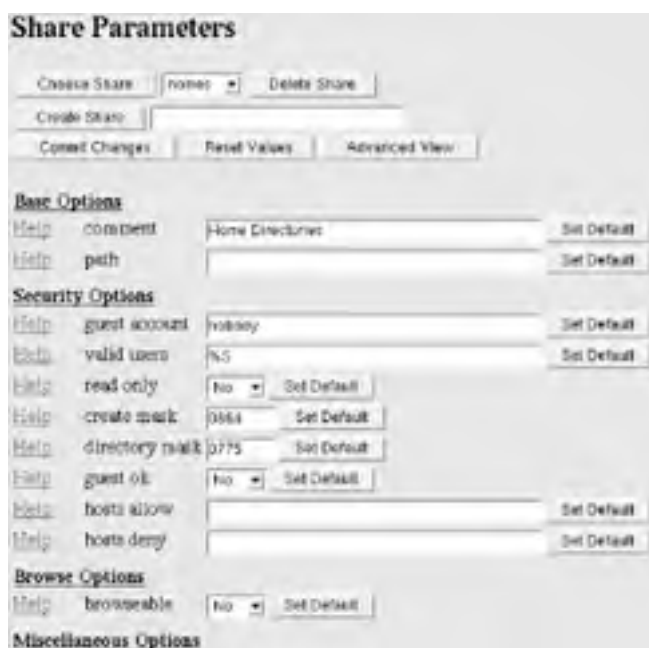 Share Parameters
Choose Share homes Delete Share
Create Share
Commit Changes Reset Values Advanced View
Base Options
Help comment Home Directories Set Default
Help path Set Default
Security Options
Help guest account nobody Set Default
Help valid users %S Set Default
Help read only No Set Default
Help create mask Set Default
Help directory mask 0775 Set Default
Help guest ok No Set Default
Help hosts allow Set Default
Help hosts deny Set Default
Browse Options
Help browseable No Set Default
Miscellaneous Options